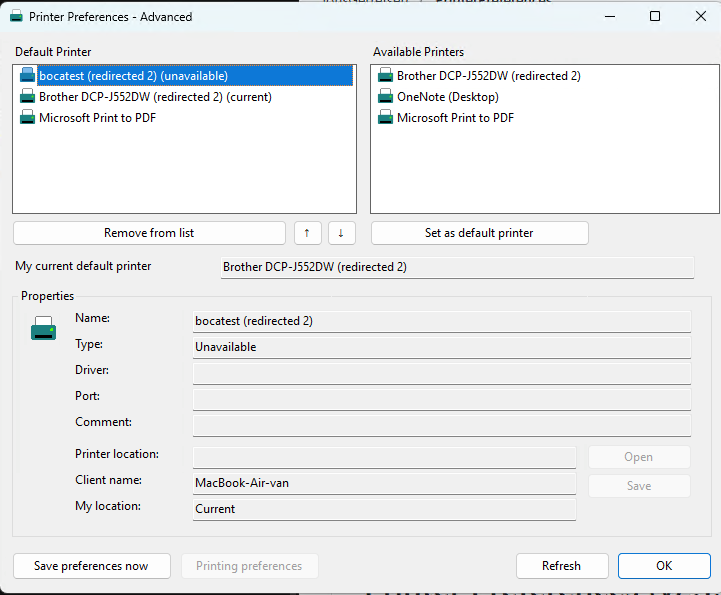 Printer Preferences - Advanced
Default Printer
Available Printers
bocatest (redirected 2) (unavailable)
Brother DCP-J552DW (redirected 2) (current)
Microsoft Print to PDF
Brother DCP-J552DW (redirected 2)
OneNote (Desktop)
Microsoft Print to PDF
Remove from list
↑
↓
Set as default printer
My current default printer
Brother DCP-J552DW (redirected 2)
Properties
Name:
bocatest (redirected 2)
Type:
Unavailable
Driver:
Port:
Comment:
Printer location:
Open
Client name:
MacBook-Air-van
Save
My location:
Current
Save preferences now
Printing preferences
Refresh
OK